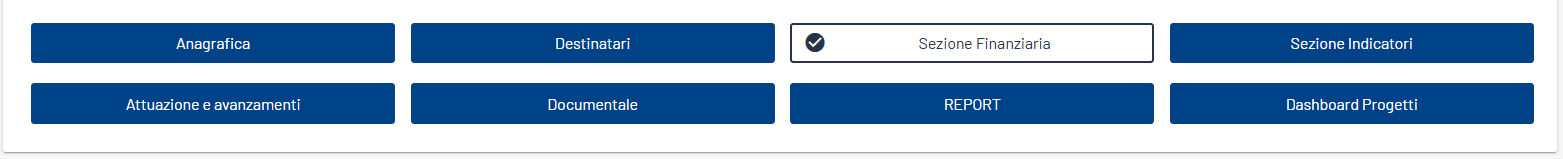 Anagrafica
Destinatari
Sezione Finanziaria
Sezione Indicatori
Attuazione e avanzamenti
Documentale
REPORT
Dashboard Progetti